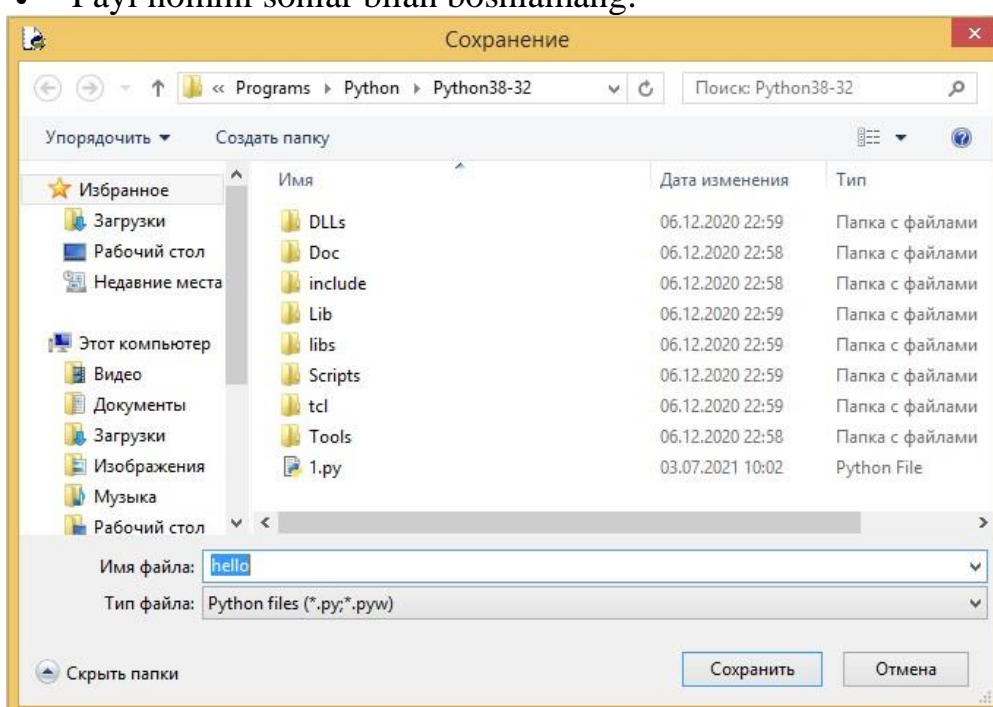 • Fayl nomini sonlar bilan boshlamang.
Сохранение
« Programs Python Python38-32
Поиск: Python38-32
Упорядочить Создать папку
Имя Дата изменения Тип
Избранное
Загрузки
Рабочий стол
Недавние места
Этот компьютер
Видео
Документы
Загрузки
Изображения
Музыка
Рабочий стол
DLLs 06.12.2020 22:59 Папка с файлами
Doc 06.12.2020 22:58 Папка с файлами
include 06.12.2020 22:58 Папка с файлами
Lib 06.12.2020 22:59 Папка с файлами
libs 06.12.2020 22:59 Папка с файлами
Scripts 06.12.2020 22:59 Папка с файлами
tcl 06.12.2020 22:59 Папка с файлами
Tools 06.12.2020 22:58 Папка с файлами
1.py 03.07.2021 10:02 Python File
Имя файла: hello
Тип файла: Python files (*.py;*.pyw)
Скрыть папки
Сохранить Отмена